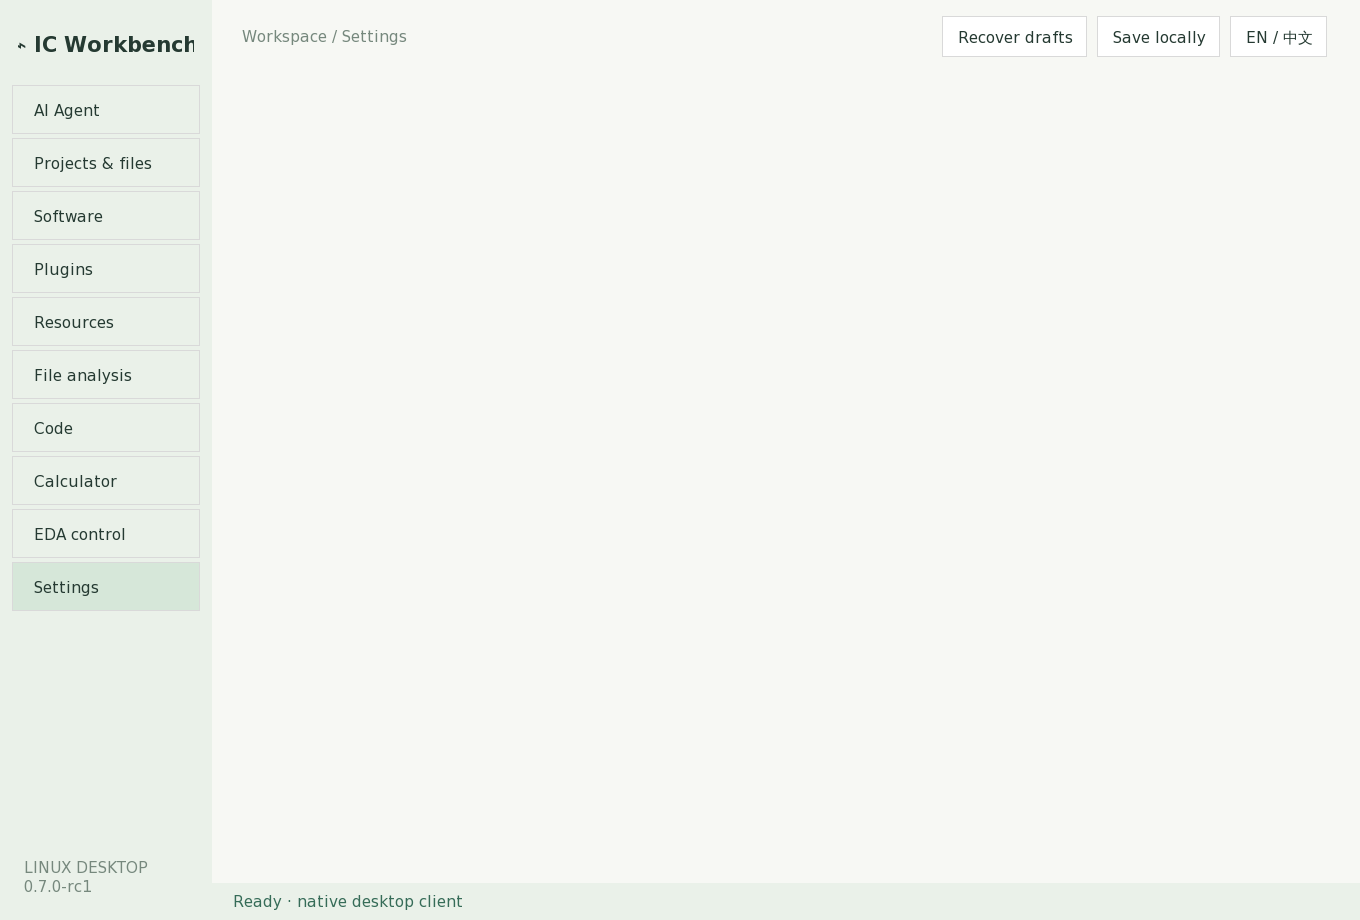 IC Workbench
Workspace / Settings
Recover drafts
Save locally
EN / 中文
AI Agent
Projects & files
Software
Plugins
Resources
File analysis
Code
Calculator
EDA control
Settings
LINUX DESKTOP
0.7.0-rc1
Ready · native desktop client